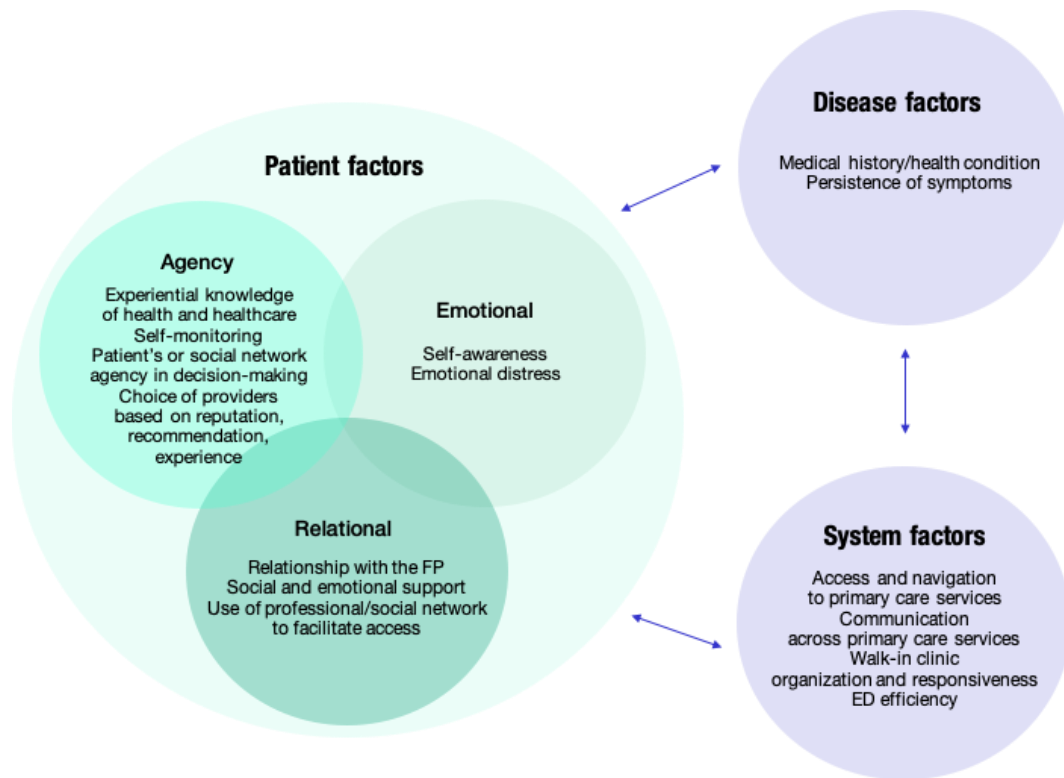 Patient factors
Agency
Experiential knowledge
of health and healthcare
Self-monitoring
Patient's or social network
agency in decision-making
Choice of providers
based on reputation,
recommendation,
experience
Emotional
Self-awareness
Emotional distress
Relational
Relationship with the FP
Social and emotional support
Use of professional/social network
to facilitate access
Disease factors
Medical history/health condition
Persistence of symptoms
System factors
Access and navigation
to primary care services
Communication
across primary care services
Walk-in clinic
organization and responsiveness
ED efficiency